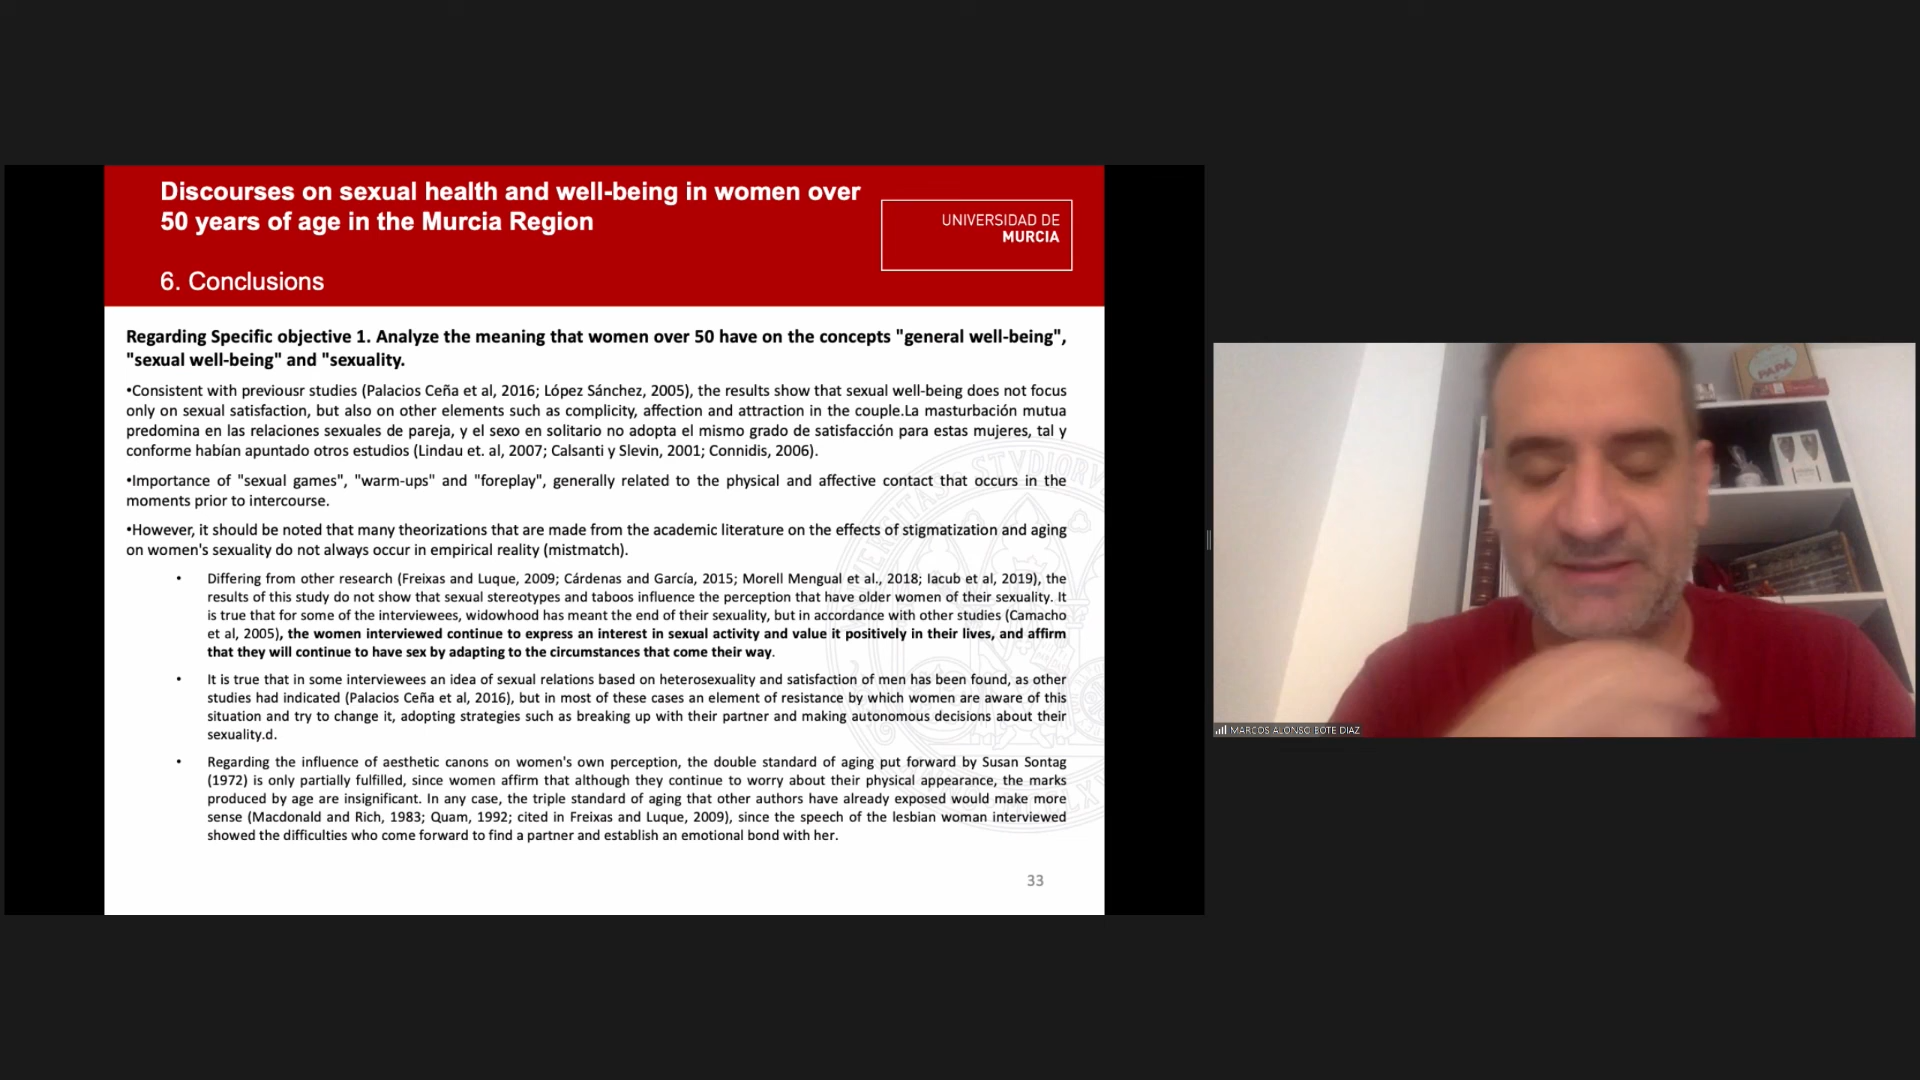 Discourses on sexual health and well-being in women over
50 years of age in the Murcia Region
UNIVERSIDAD DE
MURCIA
6. Conclusions
Regarding Specific objective 1. Analyze the meaning that women over 50 have on the concepts "general well-being",
"sexual well-being" and "sexuality.
•Consistent with previousr studies (Palacios Ceña et al, 2016; López Sánchez, 2005), the results show that sexual well-being does not focus
only on sexual satisfaction, but also on other elements such as complicity, affection and attraction in the couple.La masturbación mutua
predomina en las relaciones sexuales de pareja, y el sexo en solitario no adopta el mismo grado de satisfacción para estas mujeres, tal y
conforme habían apuntado otros estudios (Lindau et. al, 2007; Calsanti y Slevin, 2001; Connidis, 2006).
•Importance of "sexual games", "warm-ups" and "foreplay", generally related to the physical and affective contact that occurs in the
moments prior to intercourse.
•However, it should be noted that many theorizations that are made from the academic literature on the effects of stigmatization and aging
on women's sexuality do not always occur in empirical reality (mismatch).
• Differing from other research (Freixas and Luque, 2009; Cárdenas and García, 2015; Morell Mengual et al., 2018; Iacub et al, 2019), the
results of this study do not show that sexual stereotypes and taboos influence the perception that have older women of their sexuality. It
is true that for some of the interviewees, widowhood has meant the end of their sexuality, but in accordance with other studies (Camacho
et al, 2005), the women interviewed continue to express an interest in sexual activity and value it positively in their lives, and affirm
that they will continue to have sex by adapting to the circumstances that come their way.
• It is true that in some interviewees an idea of sexual relations based on heterosexuality and satisfaction of men has been found, as other
studies had indicated (Palacios Ceña et al, 2016), but in most of these cases an element of resistance by which women are aware of this
situation and try to change it, adopting strategies such as breaking up with their partner and making autonomous decisions about their
sexuality.d.
• Regarding the influence of aesthetic canons on women's own perception, the double standard of aging put forward by Susan Sontag
(1972) is only partially fulfilled, since women affirm that although they continue to worry about their physical appearance, the marks
produced by age are insignificant. In any case, the triple standard of aging that other authors have already exposed would make more
sense (Macdonald and Rich, 1983; Quam, 1992; cited in Freixas and Luque, 2009), since the speech of the lesbian woman interviewed
showed the difficulties who come forward to find a partner and establish an emotional bond with her.
33
PAPÁ
MARCOS ALONSO BOTE DIAZ